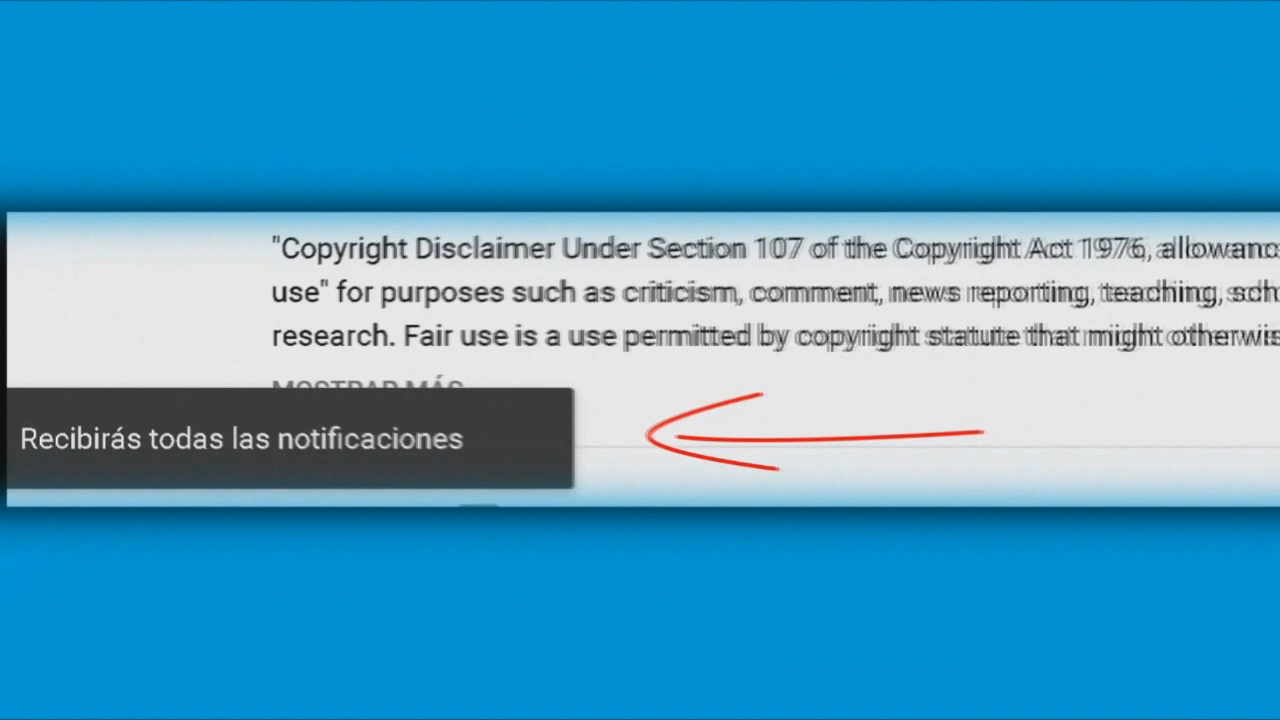 "Copyright Disclaimer Under Section 107 of the Copyright Act 1976, allowanc
use" for purposes such as criticism, comment, news reporting, teaching, sch
research. Fair use is a use permitted by copyright statute that might otherwis
MOSTRAR MÁS
Recibirás todas las notificaciones